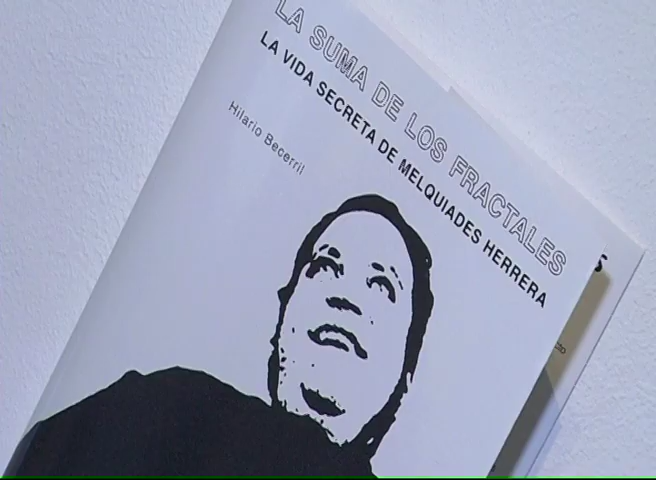 LA SUMA DE LOS FRACTALES
LA VIDA SECRETA DE MELQUIADES HERRERA
Hilario Becerril